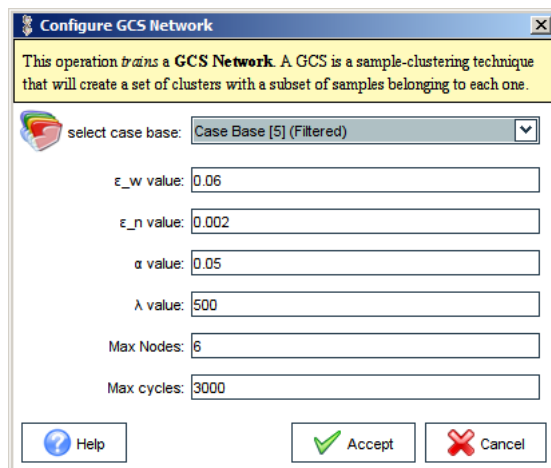 Configure GCS Network
This operation trains a GCS Network. A GCS is a sample-clustering technique
that will create a set of clusters with a subset of samples belonging to each one.
select case base: Case Base [5] (Filtered)
ε_w value: 0.06
ε_n value: 0.002
α value: 0.05
λ value: 500
Max Nodes: 6
Max cycles: 3000
Help Accept Cancel